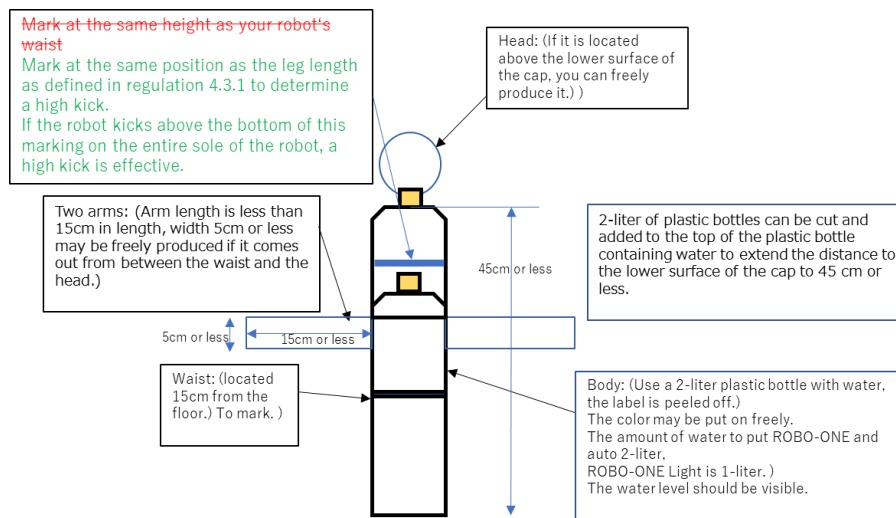 Mark at the same height as your robot's
waist
Mark at the same position as the leg length
as defined in regulation 4.3.1 to determine
a high kick.
If the robot kicks above the bottom of this
marking on the entire sole of the robot, a
high kick is effective.
Head: (If it is located
above the lower surface of
the cap, you can freely
produce it.) )
Two arms: (Arm length is less than
15cm in length, width 5cm or less
may be freely produced if it comes
out from between the waist and the
head.)
2-liter of plastic bottles can be cut and
added to the top of the plastic bottle
containing water to extend the distance to
the lower surface of the cap to 45 cm or
less.
45cm or less
5cm or less
15cm or less
Waist: (located
15cm from the
floor.) To mark. )
Body: (Use a 2-liter plastic bottle with water,
the label is peeled off.)
The color may be put on freely.
The amount of water to put ROBO-ONE and
auto 2-liter,
ROBO-ONE Light is 1-liter. )
The water level should be visible.